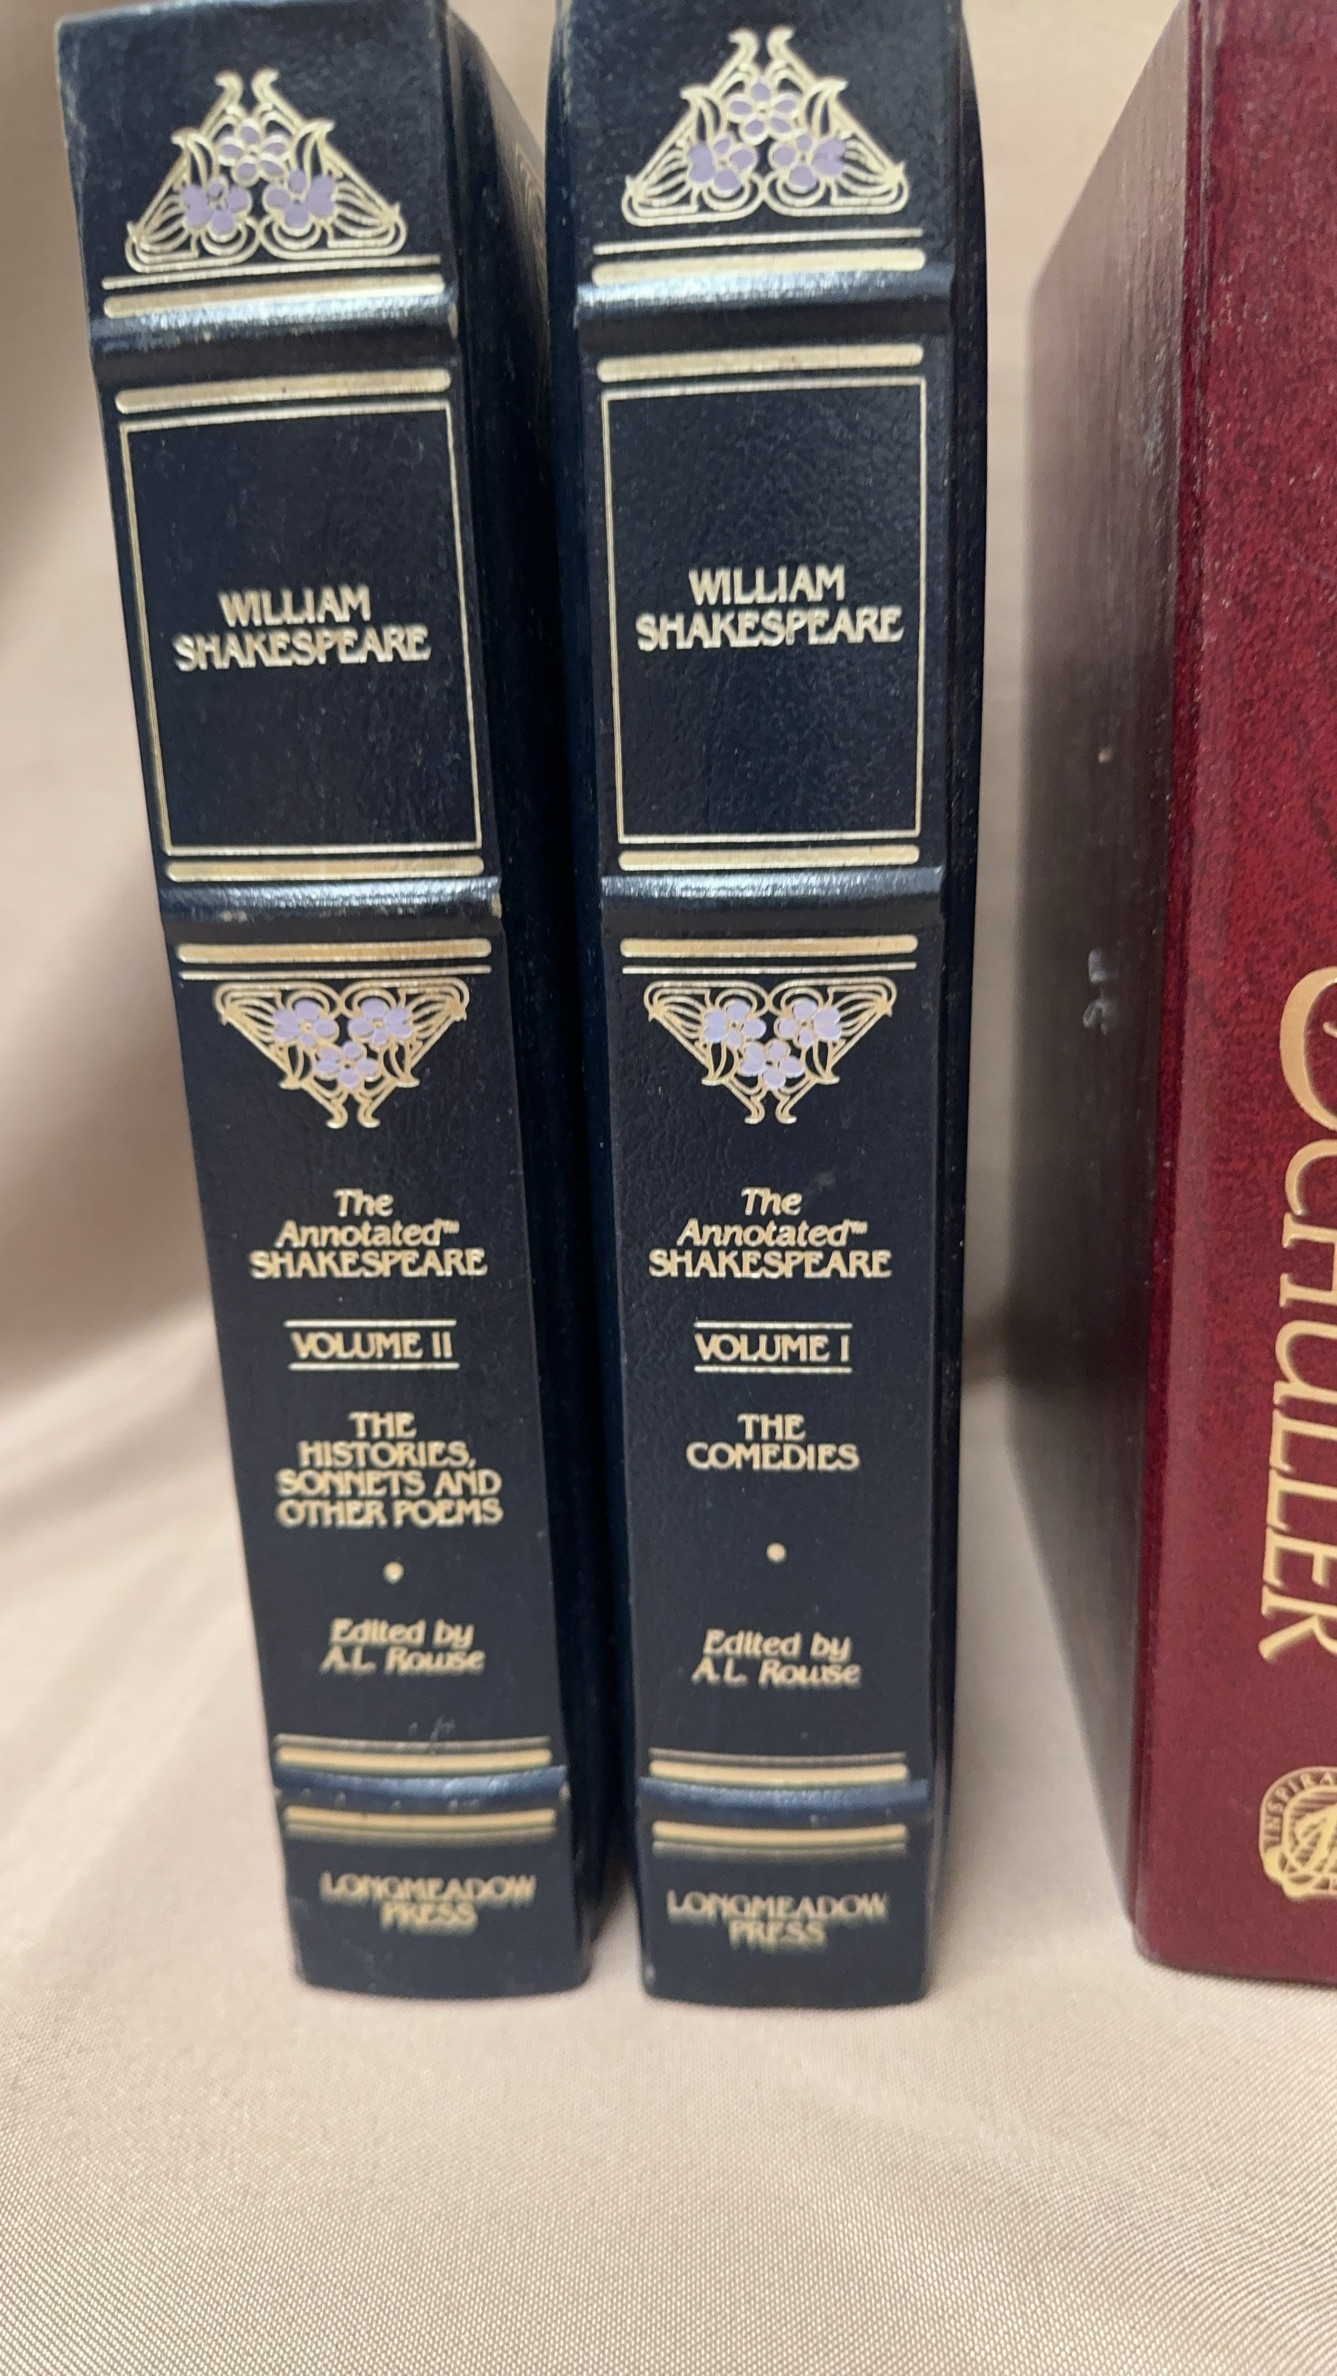 WILLIAM
SHAKESPEARE
The
Annotated™
SHAKESPEARE
VOLUME II
THE
HISTORIES,
SONNETS AND
OTHER POEMS
Edited by
A.L. Rowse
LONGMEADOW
PRESS
WILLIAM
SHAKESPEARE
The
Annotated™
SHAKESPEARE
VOLUME I
THE
COMEDIES
Edited by
A.L. Rowse
LONGMEADOW
PRESS
SCHULLER